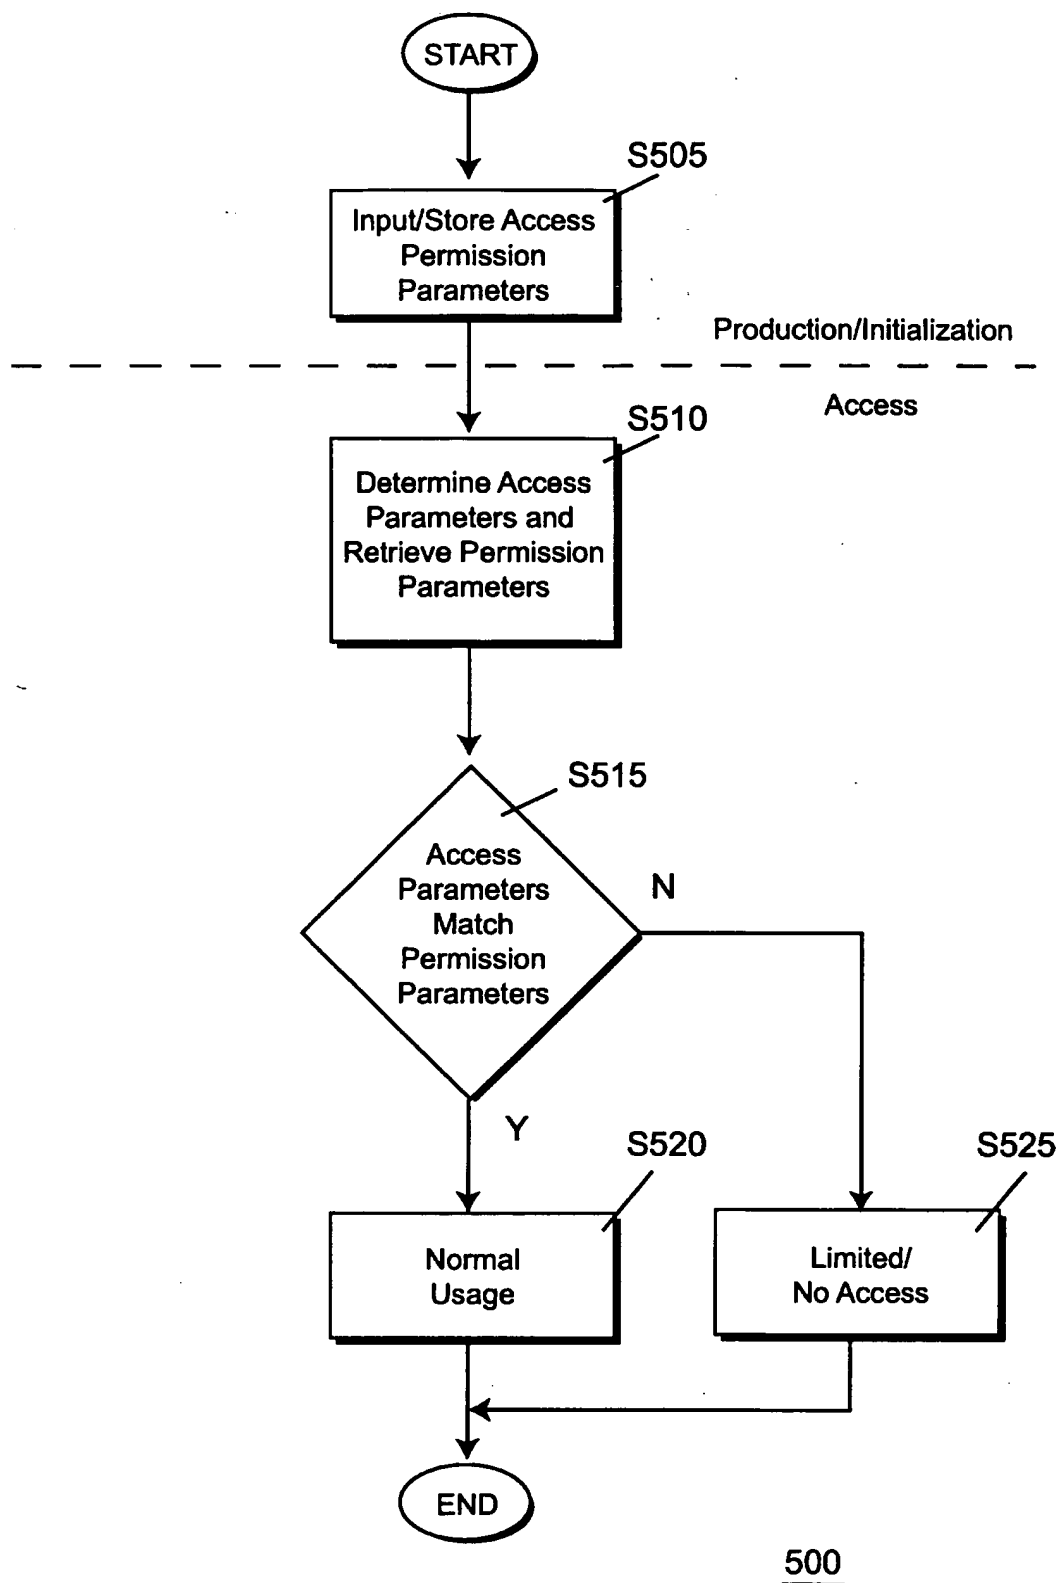 START
S505
Input/Store Access
Permission
Parameters
Production/Initialization
Access
S510
Determine Access
Parameters and
Retrieve Permission
Parameters
S515
Access
Parameters
Match
Permission
Parameters
N
Y
S520
S525
Normal
Usage
Limited/
No Access
END
500